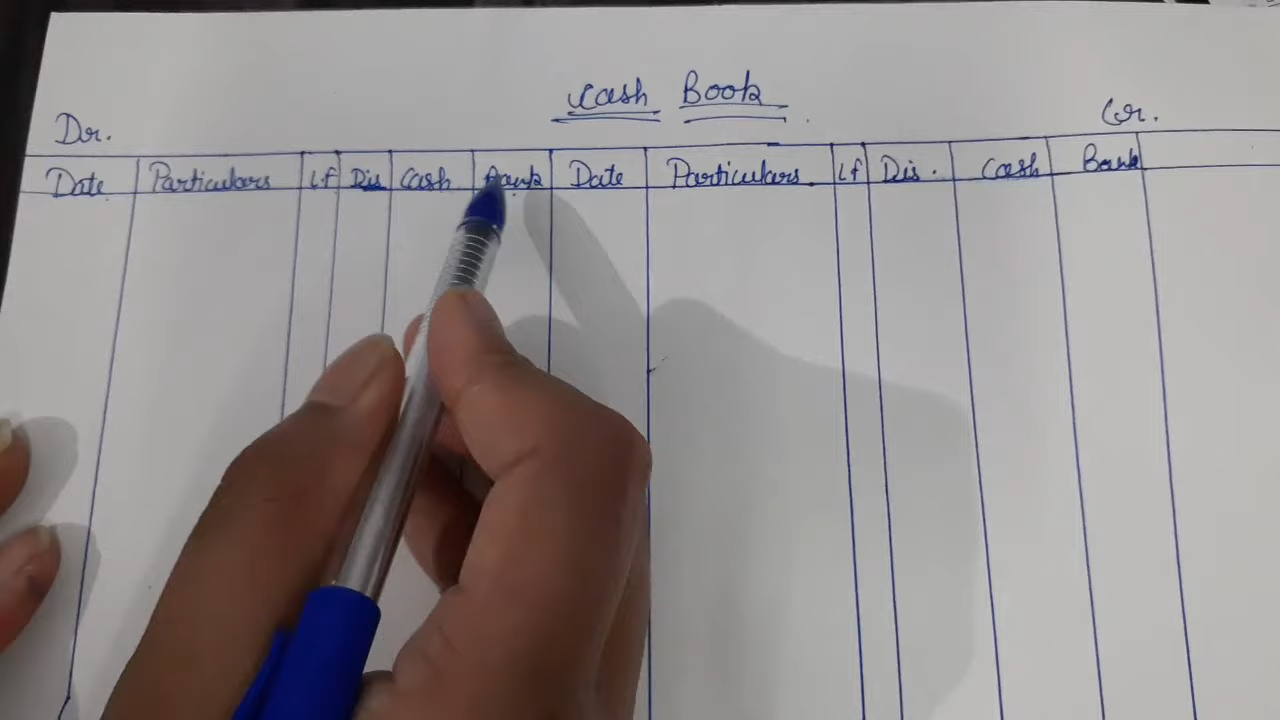 Cash Book
Dr. Cr.
Date Particulars Lf Dis Cash Bank Date Particulars Lf Dis. Cash Bank